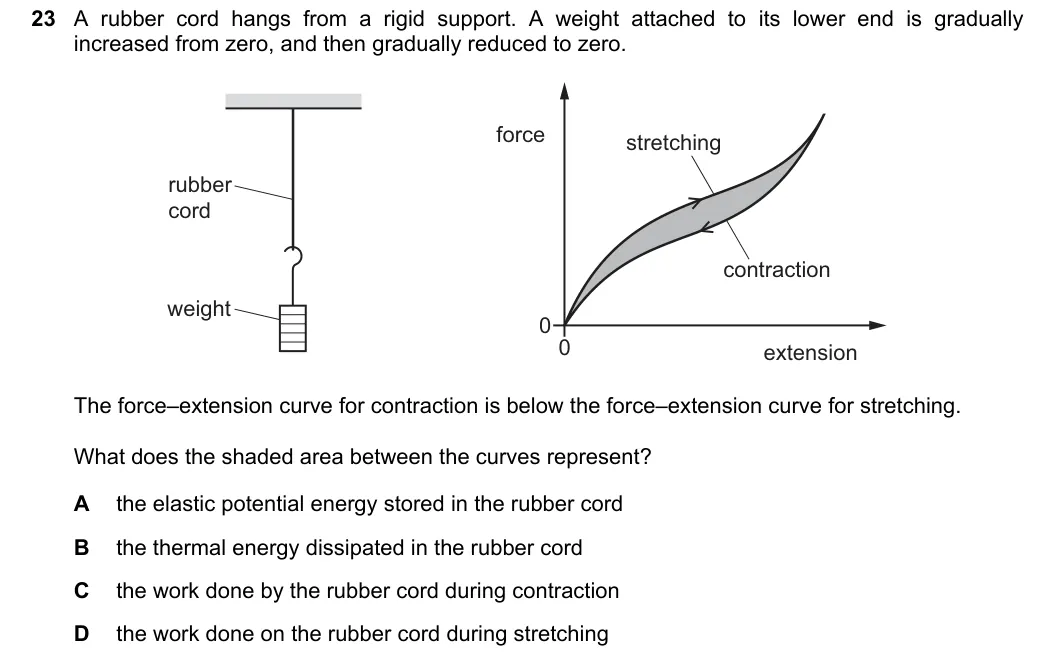 23 A rubber cord hangs from a rigid support. A weight attached to its lower end is gradually
increased from zero, and then gradually reduced to zero.
force
stretching
rubber
cord
contraction
weight
0
0
extension
The force–extension curve for contraction is below the force–extension curve for stretching.
What does the shaded area between the curves represent?
A the elastic potential energy stored in the rubber cord
B the thermal energy dissipated in the rubber cord
C the work done by the rubber cord during contraction
D the work done on the rubber cord during stretching